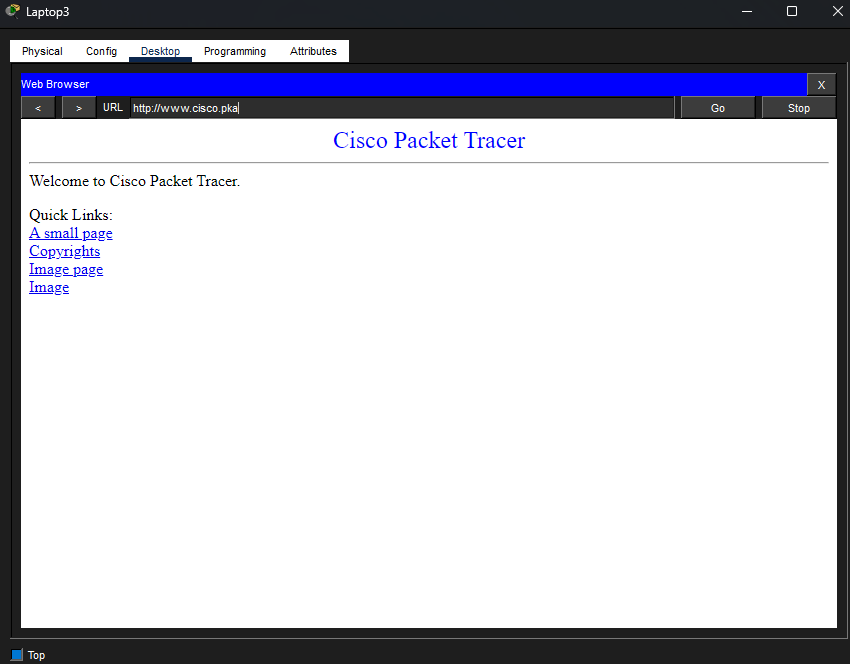 Laptop3
Physical Config Desktop Programming Attributes
Web Browser X
< > URL http://www.cisco.pka Go Stop
Cisco Packet Tracer
Welcome to Cisco Packet Tracer.
Quick Links:
A small page
Copyrights
Image page
Image
Top